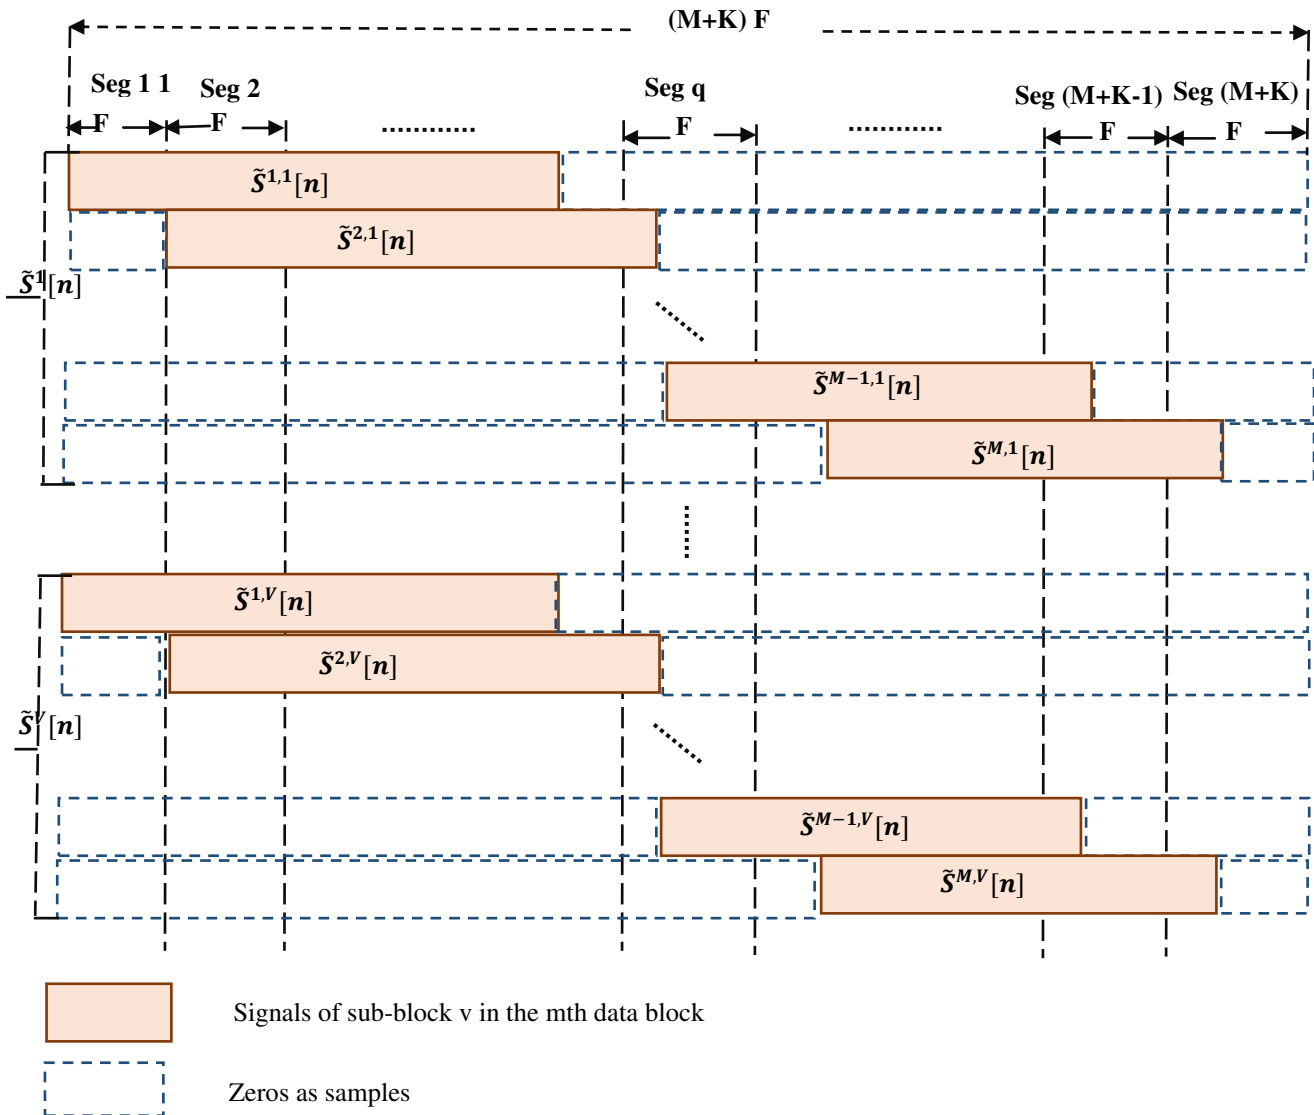 (M+K) F
Seg 1 1 Seg 2 Seg q Seg (M+K-1) Seg (M+K)
F F F F F
S̃¹,¹[n]
S̃²,¹[n]
S̃¹[n]
S̃ᴹ⁻¹,¹[n]
S̃ᴹ,¹[n]
S̃¹,ⱽ[n]
S̃²,ⱽ[n]
S̃ⱽ[n]
S̃ᴹ⁻¹,ⱽ[n]
S̃ᴹ,ⱽ[n]
Signals of sub-block v in the mth data block
Zeros as samples